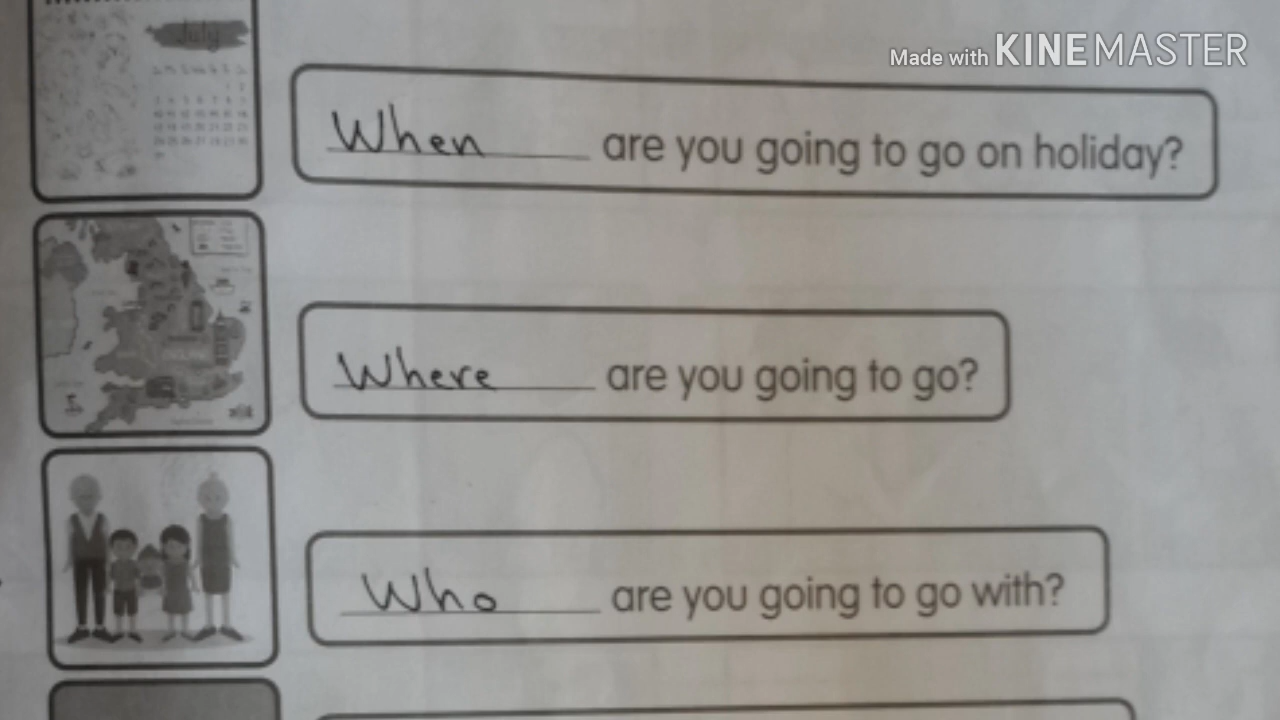 July
Made with KINEMASTER
When are you going to go on holiday?
Where are you going to go?
Who are you going to go with?